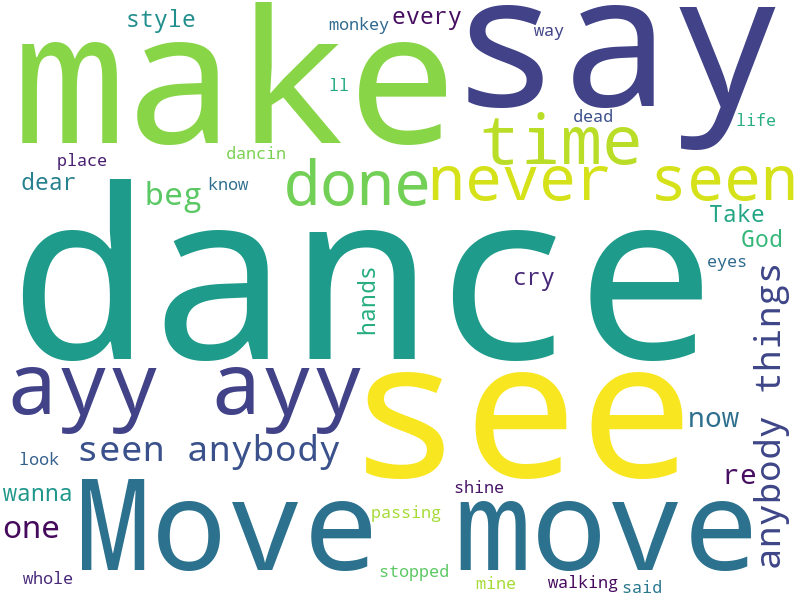 style
monkey
every
make
say
way
ll
dead
life
time
place
dancin
dear
beg
know
done
never seen
Take
God
dance
hands
cry
eyes
anybody things
ayy ayy
see
now
seen anybody
look
re
wanna
Move move
shine
one
passing
whole
stopped
mine
walking
said